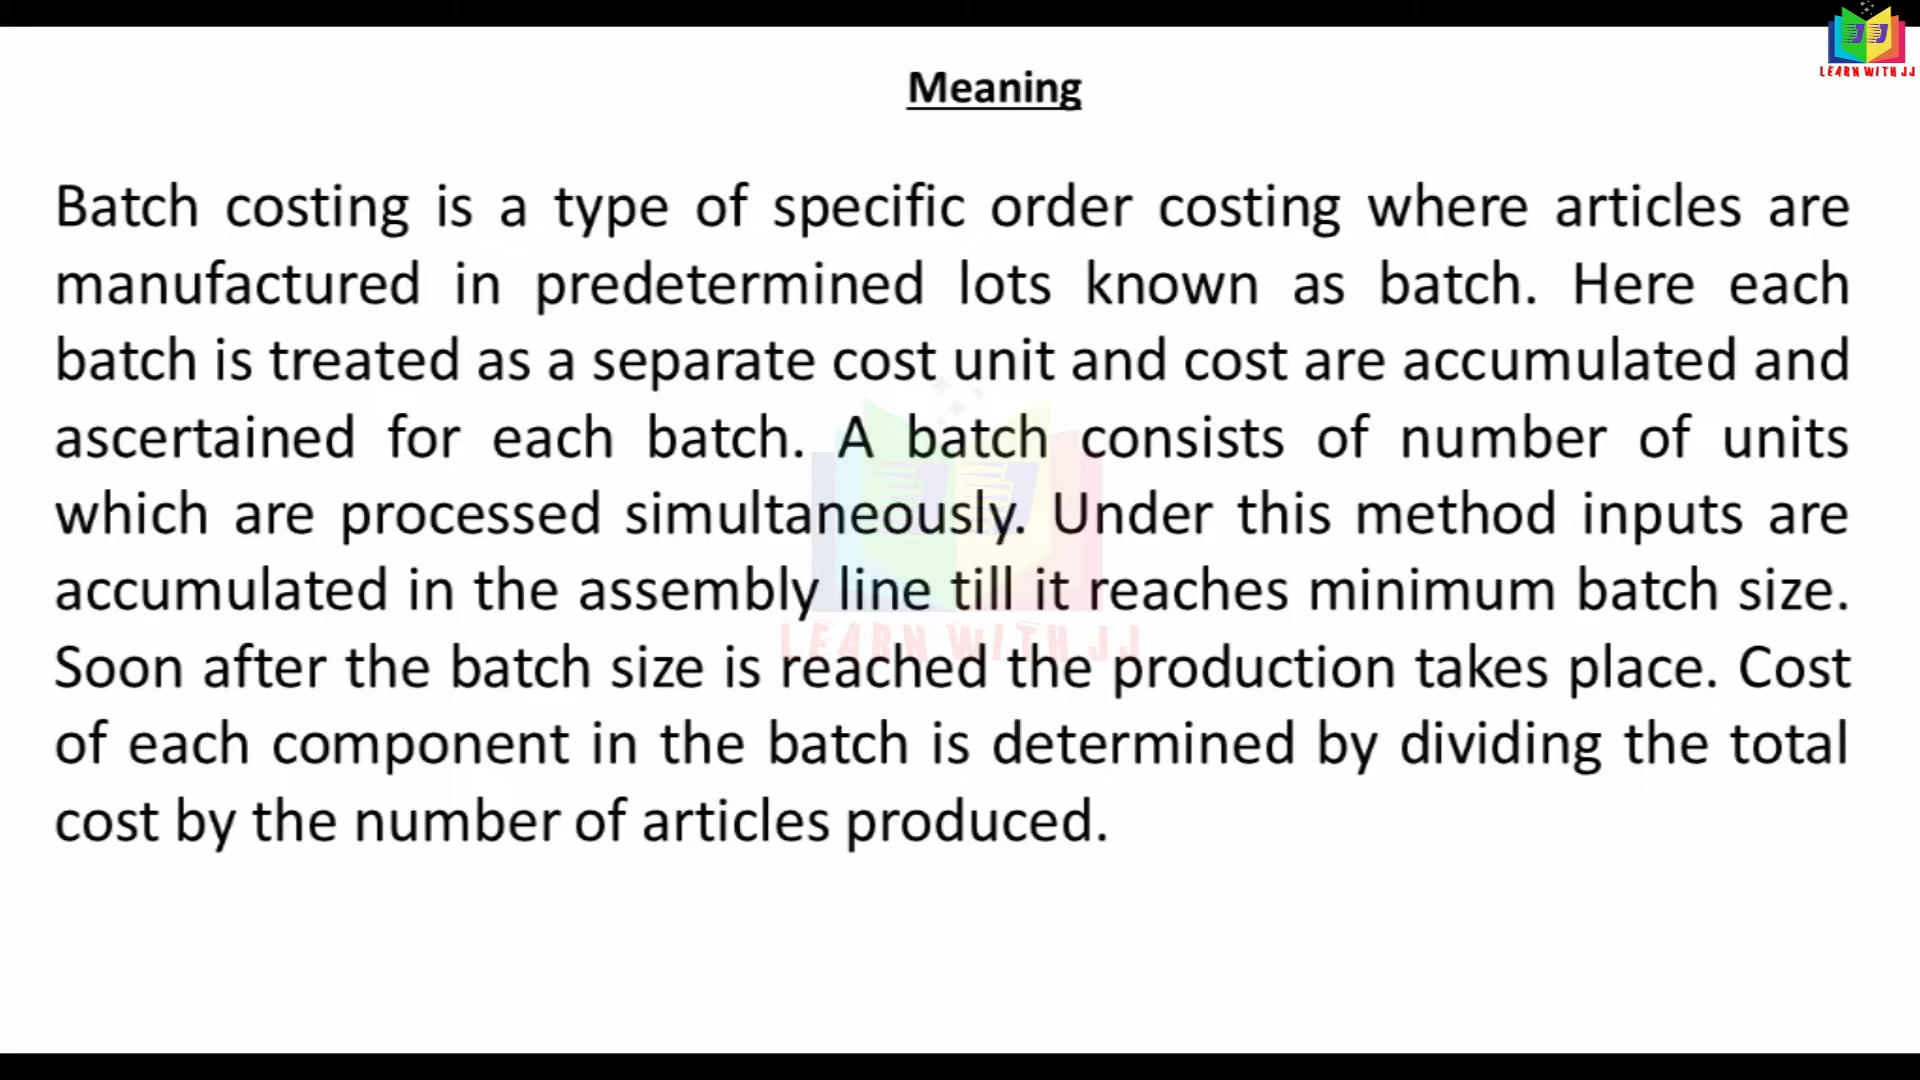 LEARN WITH JJ
Meaning
Batch costing is a type of specific order costing where articles are
manufactured in predetermined lots known as batch. Here each
batch is treated as a separate cost unit and cost are accumulated and
ascertained for each batch. A batch consists of number of units
which are processed simultaneously. Under this method inputs are
accumulated in the assembly line till it reaches minimum batch size.
LEARN WITH JJ
Soon after the batch size is reached the production takes place. Cost
of each component in the batch is determined by dividing the total
cost by the number of articles produced.